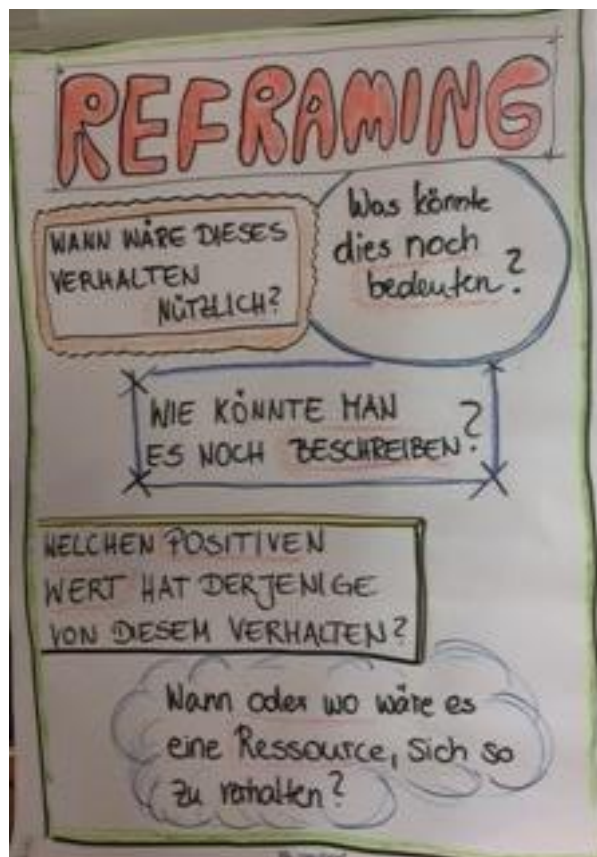 REFRAMING
WANN WÄRE DIESES
VERHALTEN
NÜTZLICH?
Was könnte
dies noch
bedeuten?
WIE KÖNNTE MAN
ES NOCH BESCHREIBEN?
WELCHEN POSITIVEN
WERT HAT DERJENIGE
VON DIESEM VERHALTEN?
Wann oder wo wäre es
eine Ressource, sich so
zu verhalten?